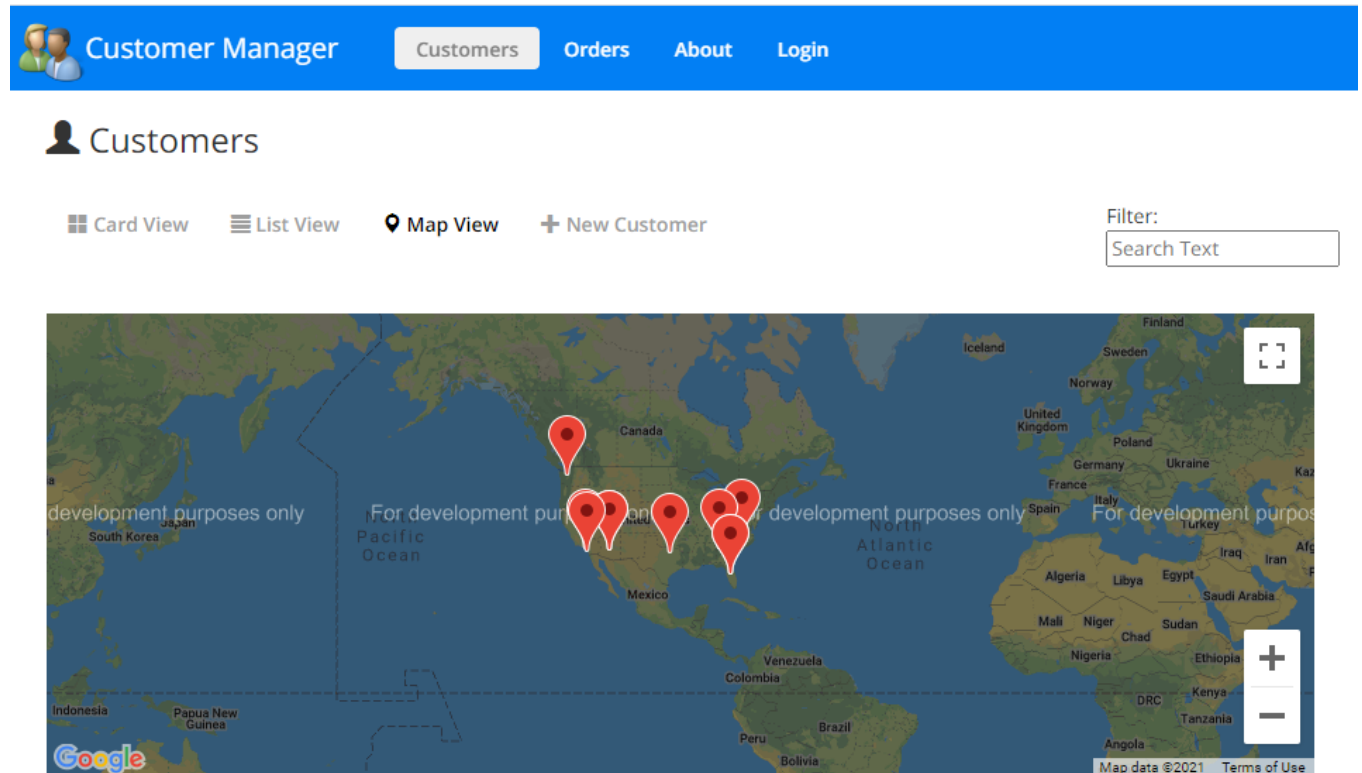 Customer Manager
Customers
Orders
About
Login
Customers
Card View
List View
Map View
New Customer
Filter:
Search Text
Finland
Iceland
Sweden
Norway
Canada
United
Kingdom
Poland
Germany
Ukraine
Kaz
France
Italy
Spain
Turkey
development purposes only
For development pur
r development purposes only
For development purpos
Japan
South Korea
North
Pacific
Ocean
North
Atlantic
Ocean
Iraq
Iran
Afg
Algeria
Libya
Egypt
Saudi Arabia
Mexico
Mali
Niger
Sudan
Chad
Nigeria
Ethiopia
Venezuela
Colombia
DRC
Kenya
Tanzania
Indonesia
Papua New
Guinea
Brazil
Peru
Angola
Bolivia
Google
Map data ©2021
Terms of Use